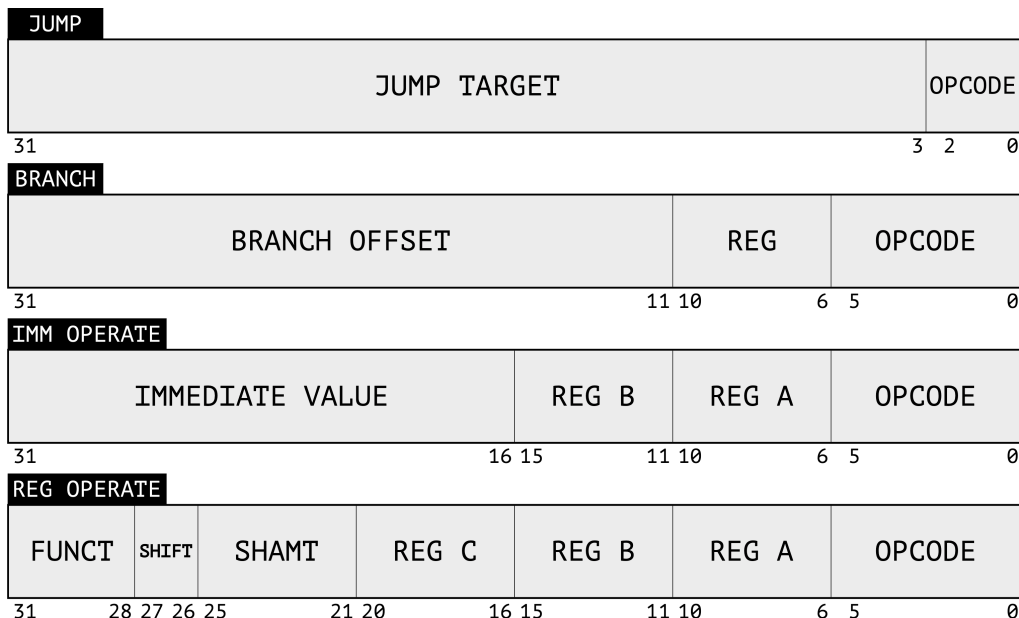 JUMP
JUMP TARGET OPCODE
31 3 2 0
BRANCH
BRANCH OFFSET REG OPCODE
31 11 10 6 5 0
IMM OPERATE
IMMEDIATE VALUE REG B REG A OPCODE
31 16 15 11 10 6 5 0
REG OPERATE
FUNCT SHIFT SHAMT REG C REG B REG A OPCODE
31 28 27 26 25 21 20 16 15 11 10 6 5 0